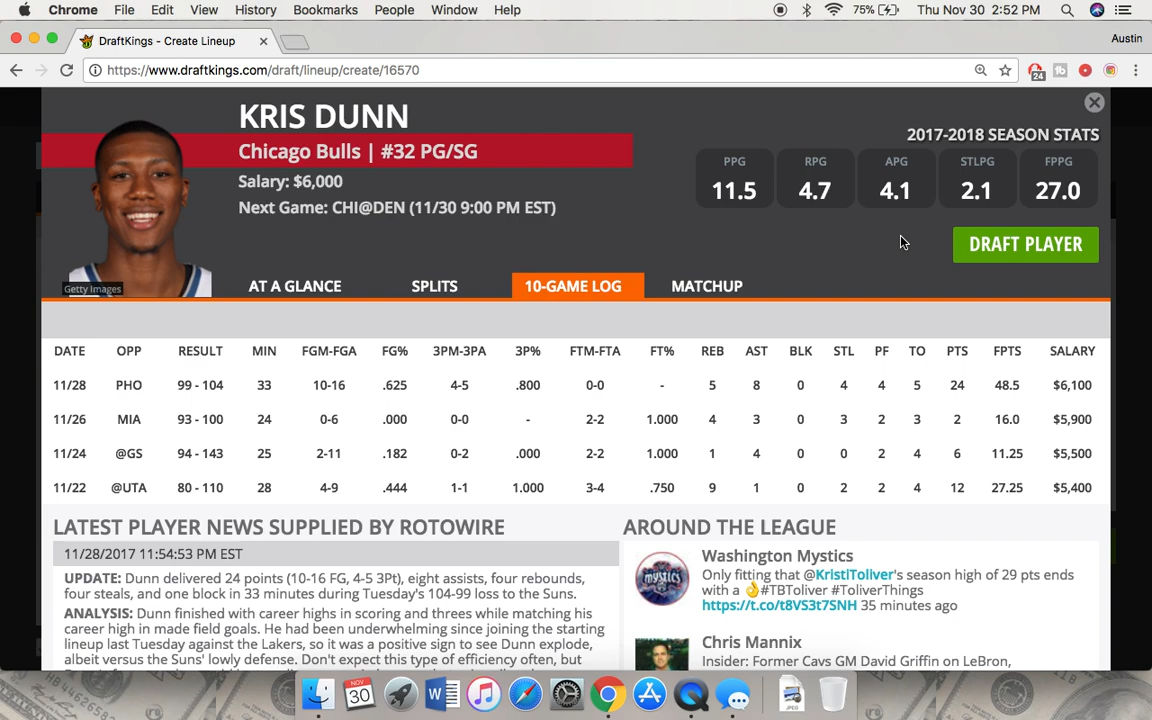 Chrome File Edit View History Bookmarks People Window Help 75% Thu Nov 30 2:52 PM
DraftKings - Create Lineup Austin
https://www.draftkings.com/draft/lineup/create/16570 24
KRIS DUNN
Chicago Bulls | #32 PG/SG
Salary: $6,000
Next Game: CHI@DEN (11/30 9:00 PM EST)
Getty Images
2017-2018 SEASON STATS
PPG RPG APG STLPG FPPG
11.5 4.7 4.1 2.1 27.0
DRAFT PLAYER
AT A GLANCE SPLITS 10-GAME LOG MATCHUP
DATE OPP RESULT MIN FGM-FGA FG% 3PM-3PA 3P% FTM-FTA FT% REB AST BLK STL PF TO PTS FPTS SALARY
11/28 PHO 99 - 104 33 10-16 .625 4-5 .800 0-0 - 5 8 0 4 4 5 24 48.5 $6,100
11/26 MIA 93 - 100 24 0-6 .000 0-0 - 2-2 1.000 4 3 0 3 2 3 2 16.0 $5,900
11/24 @GS 94 - 143 25 2-11 .182 0-2 .000 2-2 1.000 1 4 0 0 2 4 6 11.25 $5,500
11/22 @UTA 80 - 110 28 4-9 .444 1-1 1.000 3-4 .750 9 1 0 2 2 4 12 27.25 $5,400
LATEST PLAYER NEWS SUPPLIED BY ROTOWIRE
11/28/2017 11:54:53 PM EST
UPDATE: Dunn delivered 24 points (10-16 FG, 4-5 3Pt), eight assists, four rebounds,
four steals, and one block in 33 minutes during Tuesday's 104-99 loss to the Suns.
ANALYSIS: Dunn finished with career highs in scoring and threes while matching his
career high in made field goals. He had been underwhelming since joining the starting
lineup last Tuesday against the Lakers, so it was a positive sign to see Dunn explode,
albeit versus the Suns' lowly defense. Don't expect this type of efficiency often, but
AROUND THE LEAGUE
mystics
Washington Mystics
Only fitting that @KristiToliver's season high of 29 pts ends
with a 👌#TBToliver #ToliverThings
https://t.co/t8VS3t7SNH 35 minutes ago
Chris Mannix
Insider: Former Cavs GM David Griffin on LeBron,
NOV
30
W
JPEG